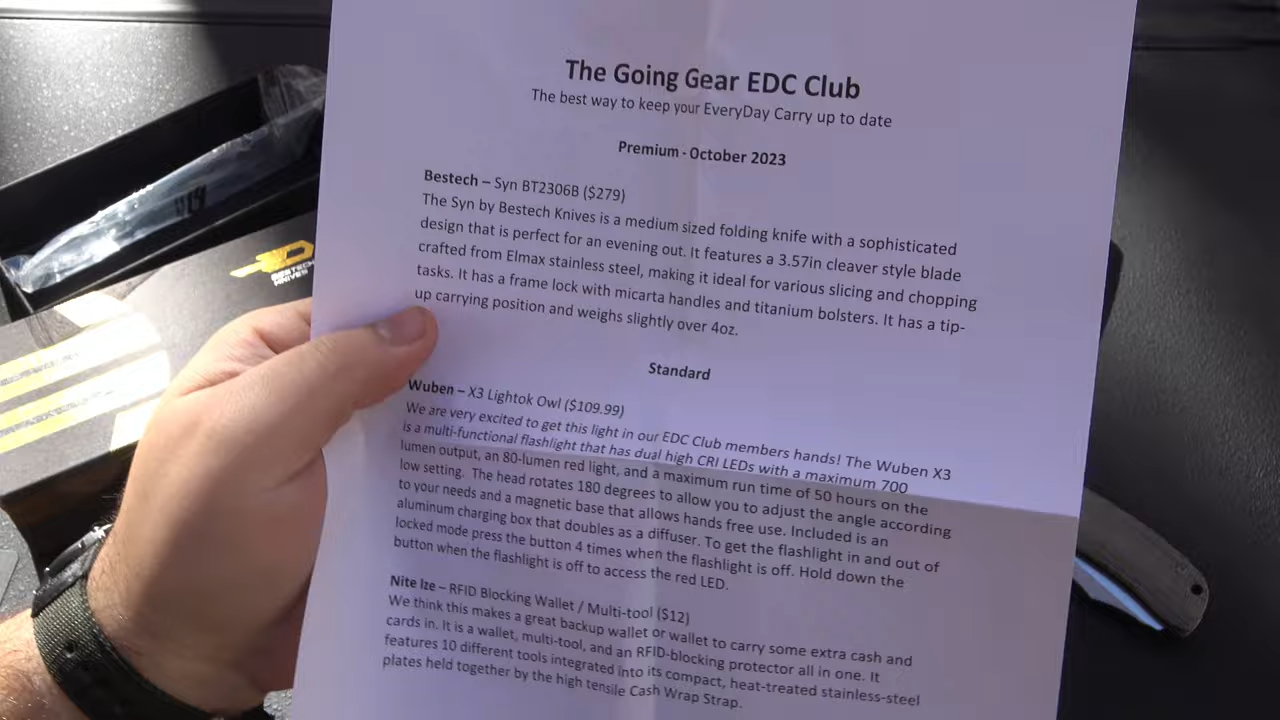 The Going Gear EDC Club
The best way to keep your EveryDay Carry up to date
Premium - October 2023
Bestech – Syn BT2306B ($279)
The Syn by Bestech Knives is a medium sized folding knife with a sophisticated
design that is perfect for an evening out. It features a 3.57in cleaver style blade
crafted from Elmax stainless steel, making it ideal for various slicing and chopping
tasks. It has a frame lock with micarta handles and titanium bolsters. It has a tip-
up carrying position and weighs slightly over 4oz.
Standard
Wuben – X3 Lightok Owl ($109.99)
We are very excited to get this light in our EDC Club members hands! The Wuben X3
is a multi-functional flashlight that has dual high CRI LEDs with a maximum 700
lumen output, an 80-lumen red light, and a maximum run time of 50 hours on the
low setting. The head rotates 180 degrees to allow you to adjust the angle according
to your needs and a magnetic base that allows hands free use. Included is an
aluminum charging box that doubles as a diffuser. To get the flashlight in and out of
locked mode press the button 4 times when the flashlight is off. Hold down the
button when the flashlight is off to access the red LED.
Nite Ize – RFID Blocking Wallet / Multi-tool ($12)
We think this makes a great backup wallet or wallet to carry some extra cash and
cards in. It is a wallet, multi-tool, and an RFID-blocking protector all in one. It
features 10 different tools integrated into its compact, heat-treated stainless-steel
plates held together by the high tensile Cash Wrap Strap.
BESTECH
KNIVES